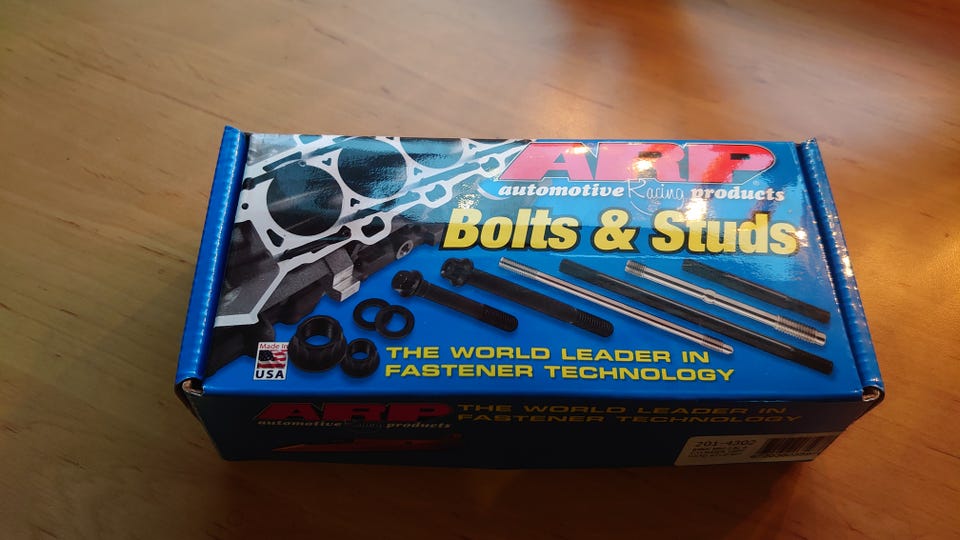 ARP
automotive Racing products
Bolts & Studs
Made In
USA
THE WORLD LEADER IN
FASTENER TECHNOLOGY
ARP
automotive Racing products
THE WORLD LEADER IN
FASTENER TECHNOLOGY
201-4302